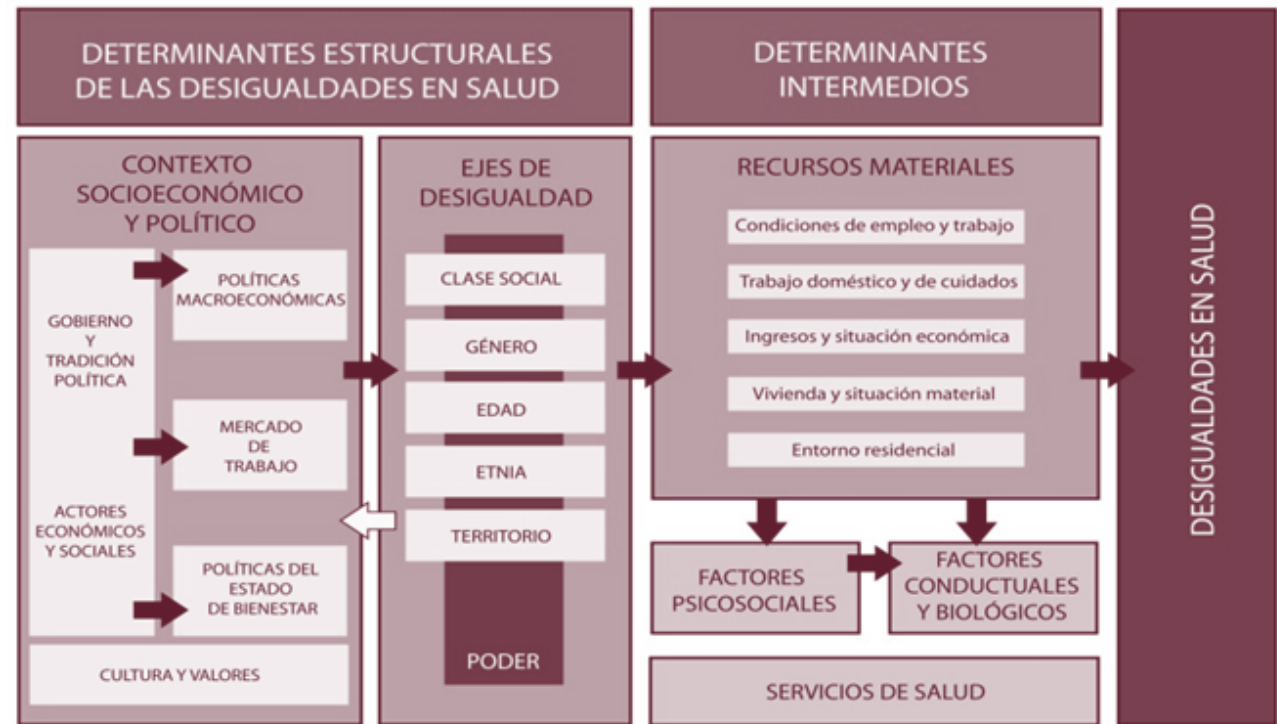 DETERMINANTES ESTRUCTURALES
DE LAS DESIGUALDADES EN SALUD
CONTEXTO
SOCIOECONÓMICO
Y POLÍTICO
GOBIERNO
Y
TRADICIÓN
POLÍTICA
ACTORES
ECONÓMICOS
Y SOCIALES
POLÍTICAS
MACROECONÓMICAS
MERCADO
DE
TRABAJO
POLÍTICAS DEL
ESTADO
DE BIENESTAR
CULTURA Y VALORES
EJES DE
DESIGUALDAD
CLASE SOCIAL
GÉNERO
EDAD
ETNIA
TERRITORIO
PODER
DETERMINANTES
INTERMEDIOS
RECURSOS MATERIALES
Condiciones de empleo y trabajo
Trabajo doméstico y de cuidados
Ingresos y situación económica
Vivienda y situación material
Entorno residencial
FACTORES
PSICOSOCIALES
FACTORES
CONDUCTUALES
Y BIOLÓGICOS
SERVICIOS DE SALUD
DESIGUALDADES EN SALUD